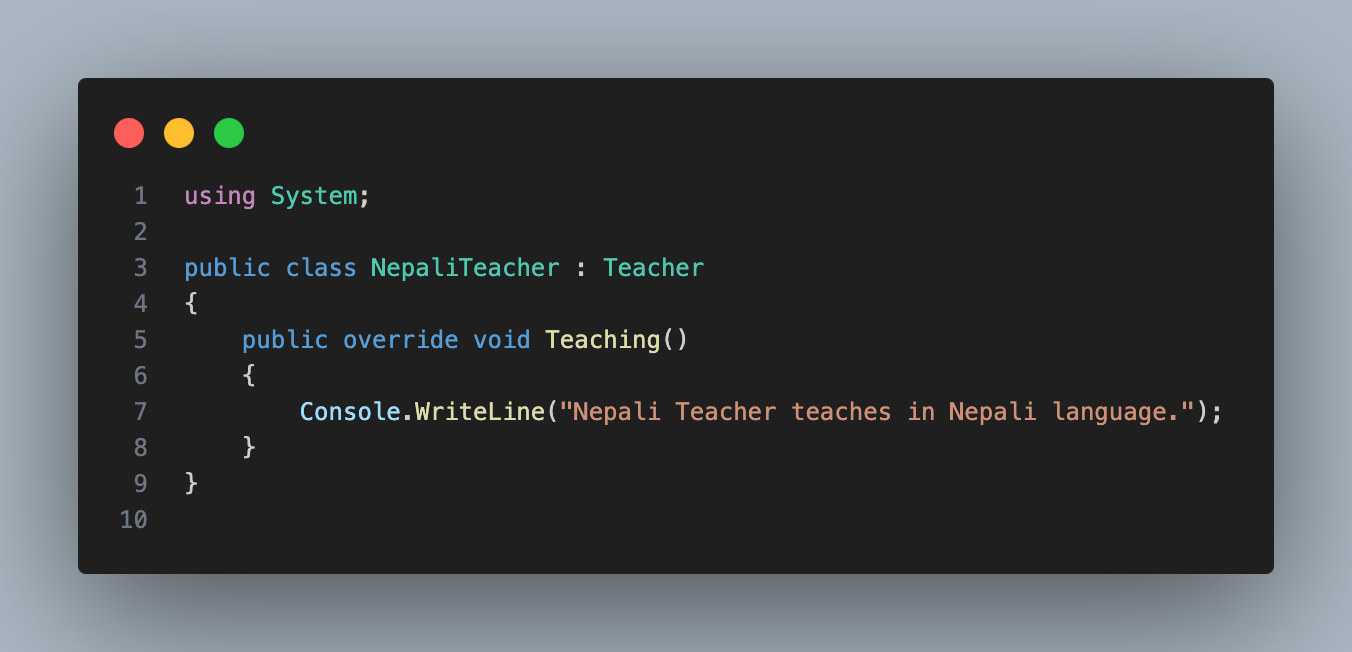 1 using System;
2
3 public class NepaliTeacher : Teacher
4 {
5     public override void Teaching()
6     {
7         Console.WriteLine("Nepali Teacher teaches in Nepali language.");
8     }
9 }
10